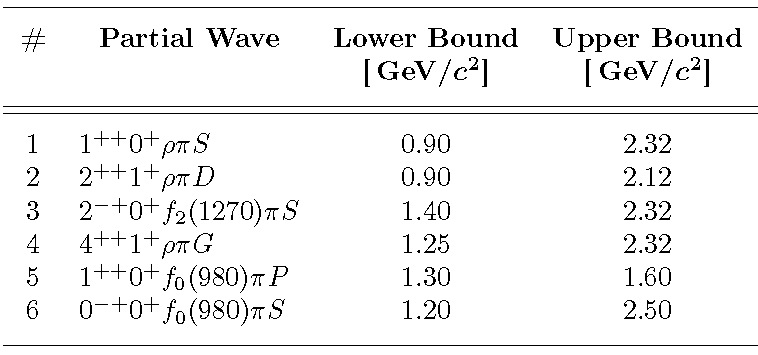 # Partial Wave Lower Bound Upper Bound
[GeV/c²] [GeV/c²]
1 1⁺⁺0⁺ρπS 0.90 2.32
2 2⁺⁺1⁺ρπD 0.90 2.12
3 2⁻⁺0⁺f₂(1270)πS 1.40 2.32
4 4⁺⁺1⁺ρπG 1.25 2.32
5 1⁺⁺0⁺f₀(980)πP 1.30 1.60
6 0⁻⁺0⁺f₀(980)πS 1.20 2.50